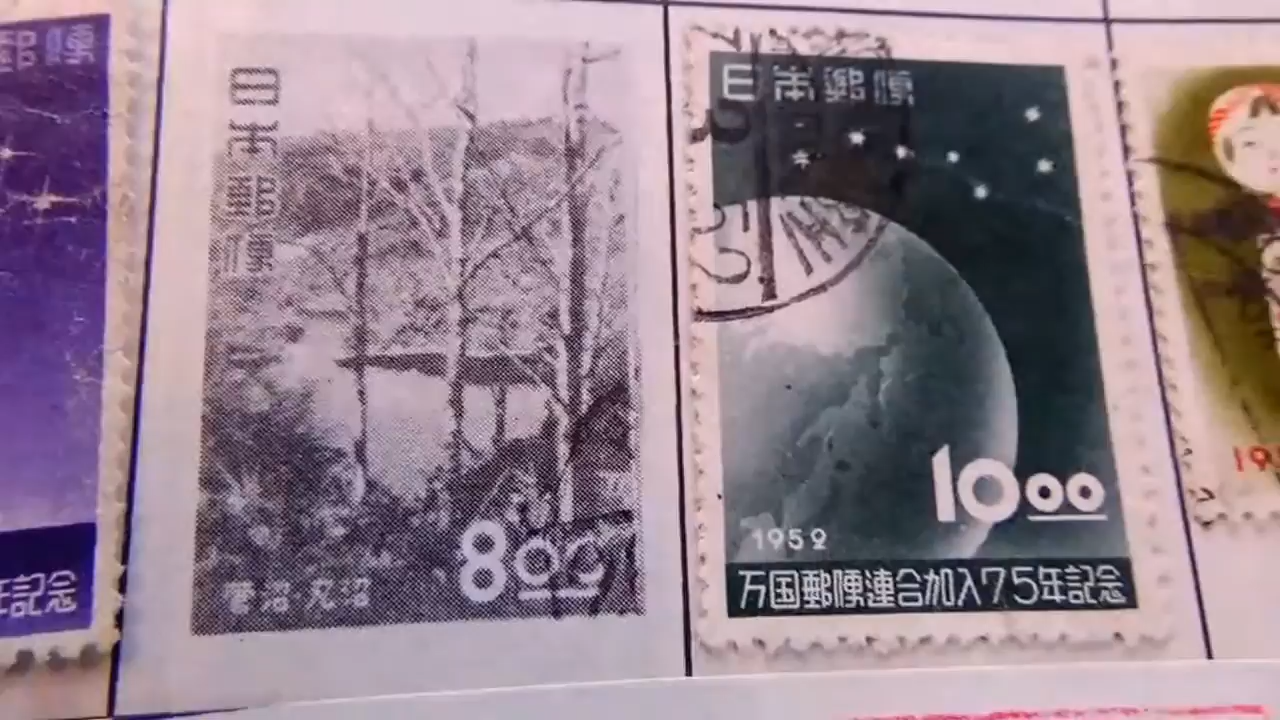 郵便
年記念
日本郵便
8.00
菅沼 丸沼
日本郵便
10.00
1952
万国郵便連合加入75年記念
19